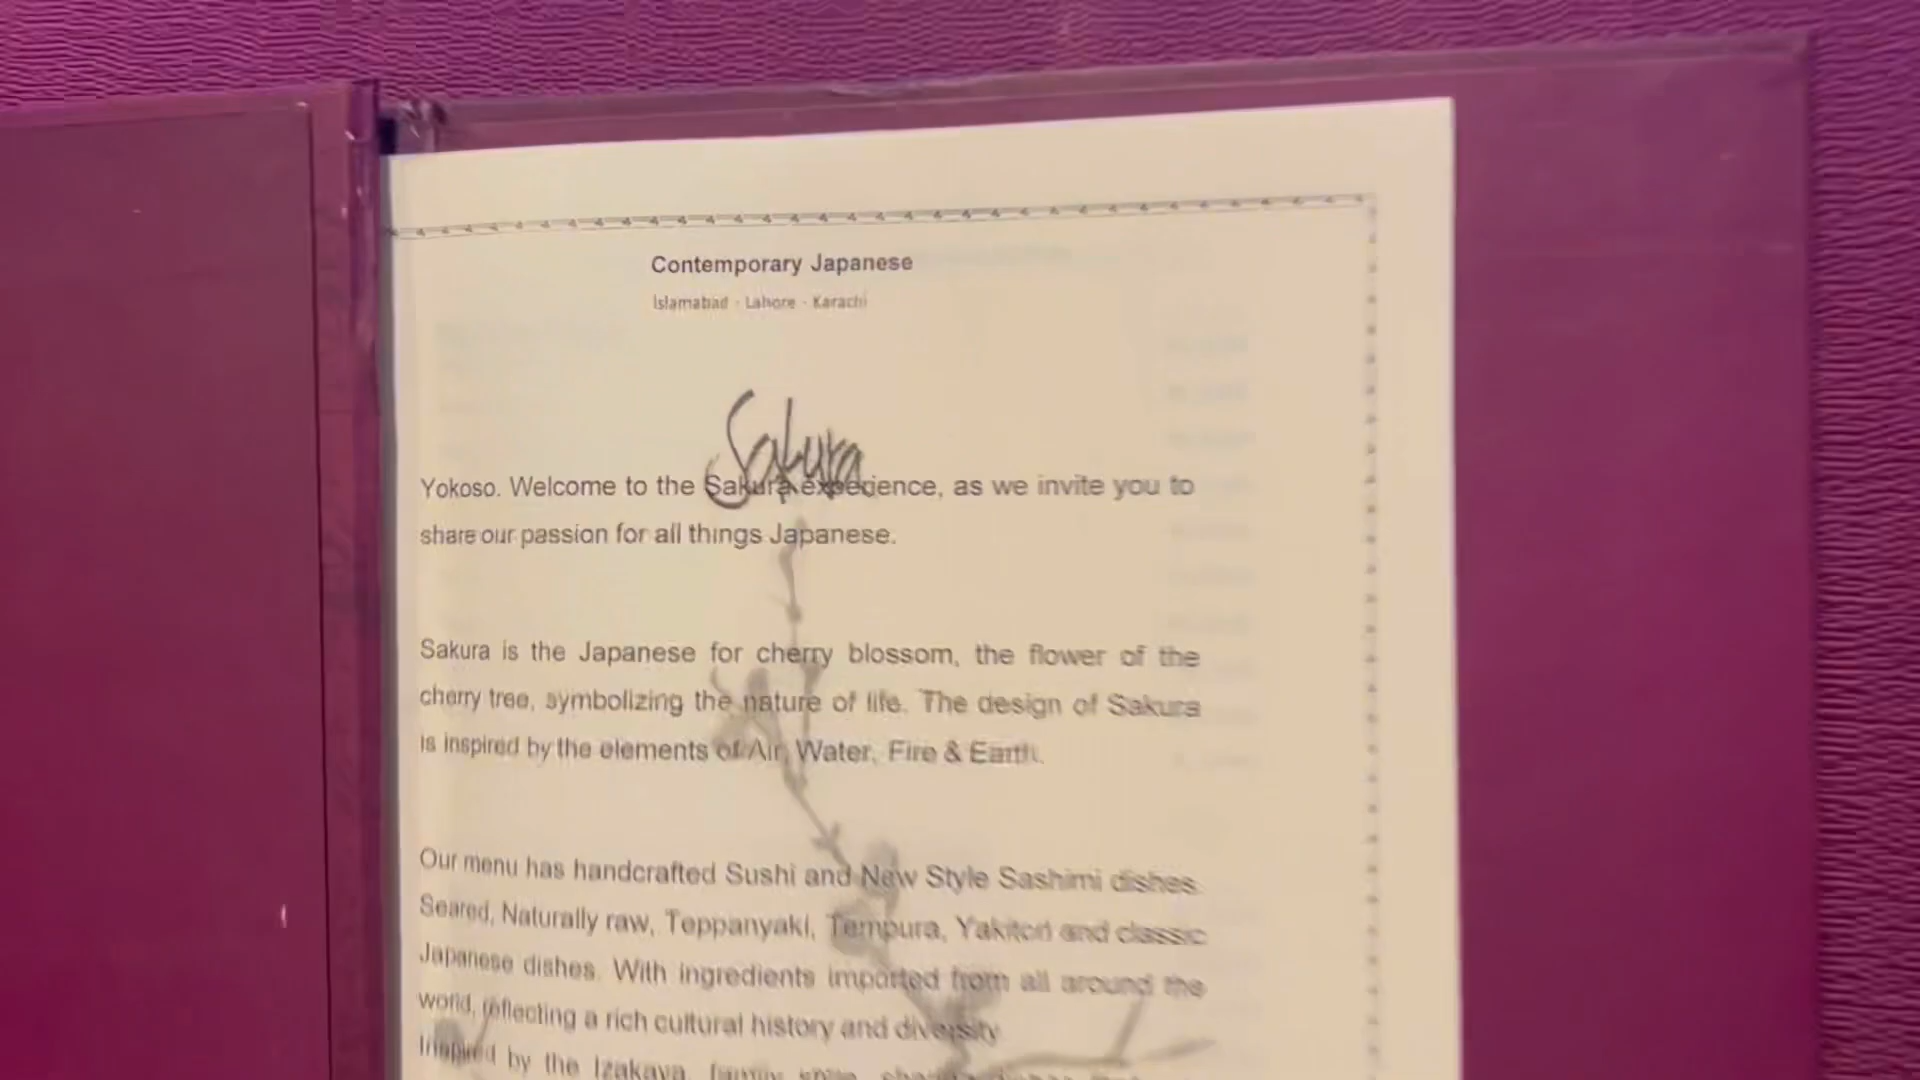 Contemporary Japanese
Islamabad - Lahore - Karachi
Sakura
Yokoso. Welcome to the Sakura experience, as we invite you to
share our passion for all things Japanese.
Sakura is the Japanese for cherry blossom, the flower of the
cherry tree, symbolizing the nature of life. The design of Sakura
is inspired by the elements of Air, Water, Fire & Earth.
Our menu has handcrafted Sushi and New Style Sashimi dishes
Seared, Naturally raw, Teppanyaki, Tempura, Yakitori and classic
Japanese dishes. With ingredients imported from all around the
world, reflecting a rich cultural history and diversity
Inspired by the Izakaya, family style,